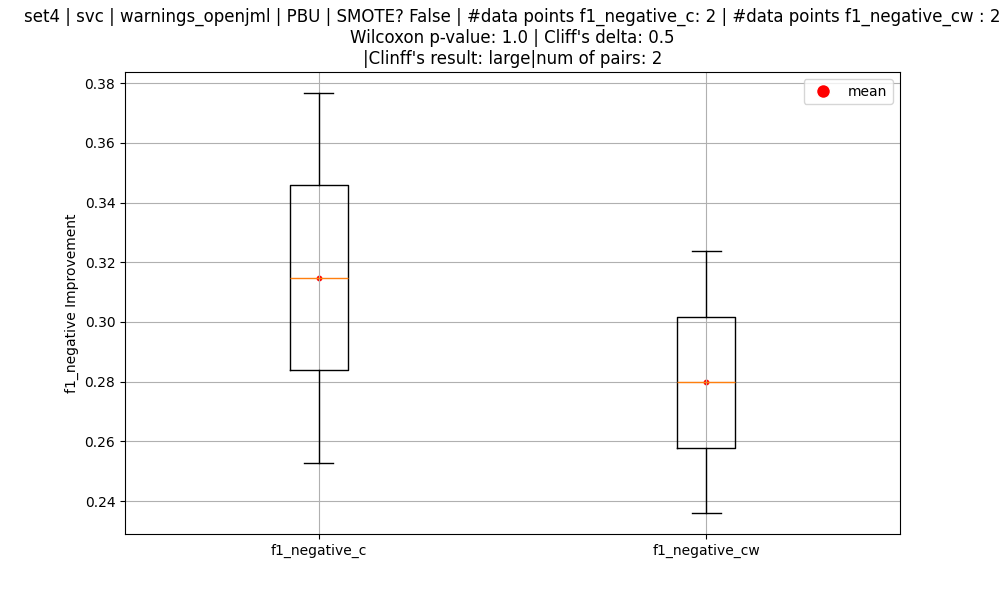 set4 | svc | warnings_openjml | PBU | SMOTE? False | #data points f1_negative_c: 2 | #data points f1_negative_cw : 2
Wilcoxon p-value: 1.0 | Cliff's delta: 0.5
|Clinff's result: large|num of pairs: 2
mean
0.38
0.36
0.34
0.32
0.30
0.28
0.26
0.24
f1_negative Improvement
f1_negative_c
f1_negative_cw